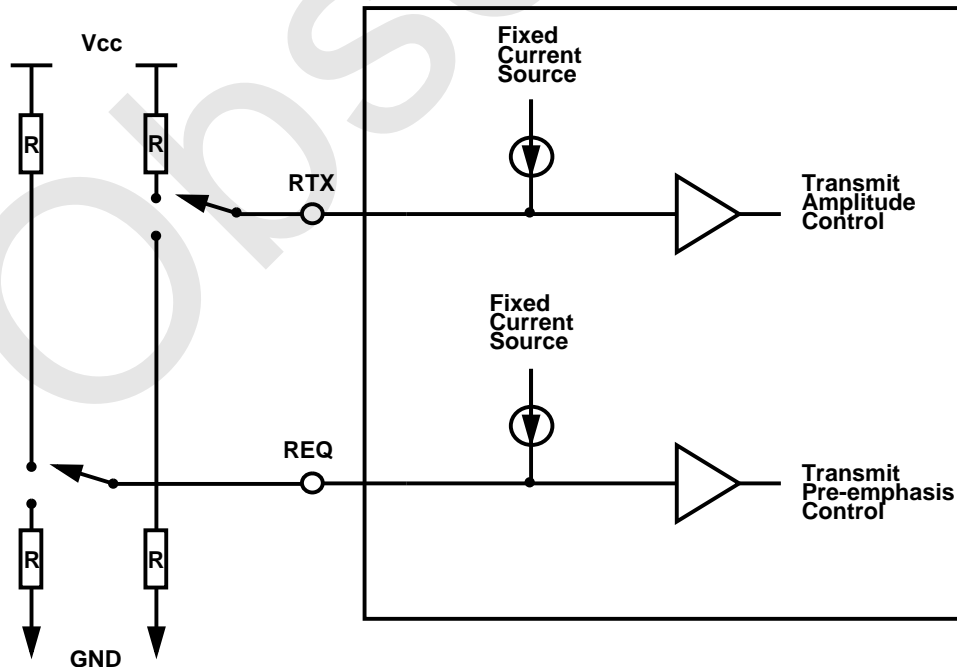 Vcc
Fixed
Current
Source
R
R
RTX
Transmit
Amplitude
Control
Fixed
Current
Source
REQ
Transmit
Pre-emphasis
Control
R
R
GND